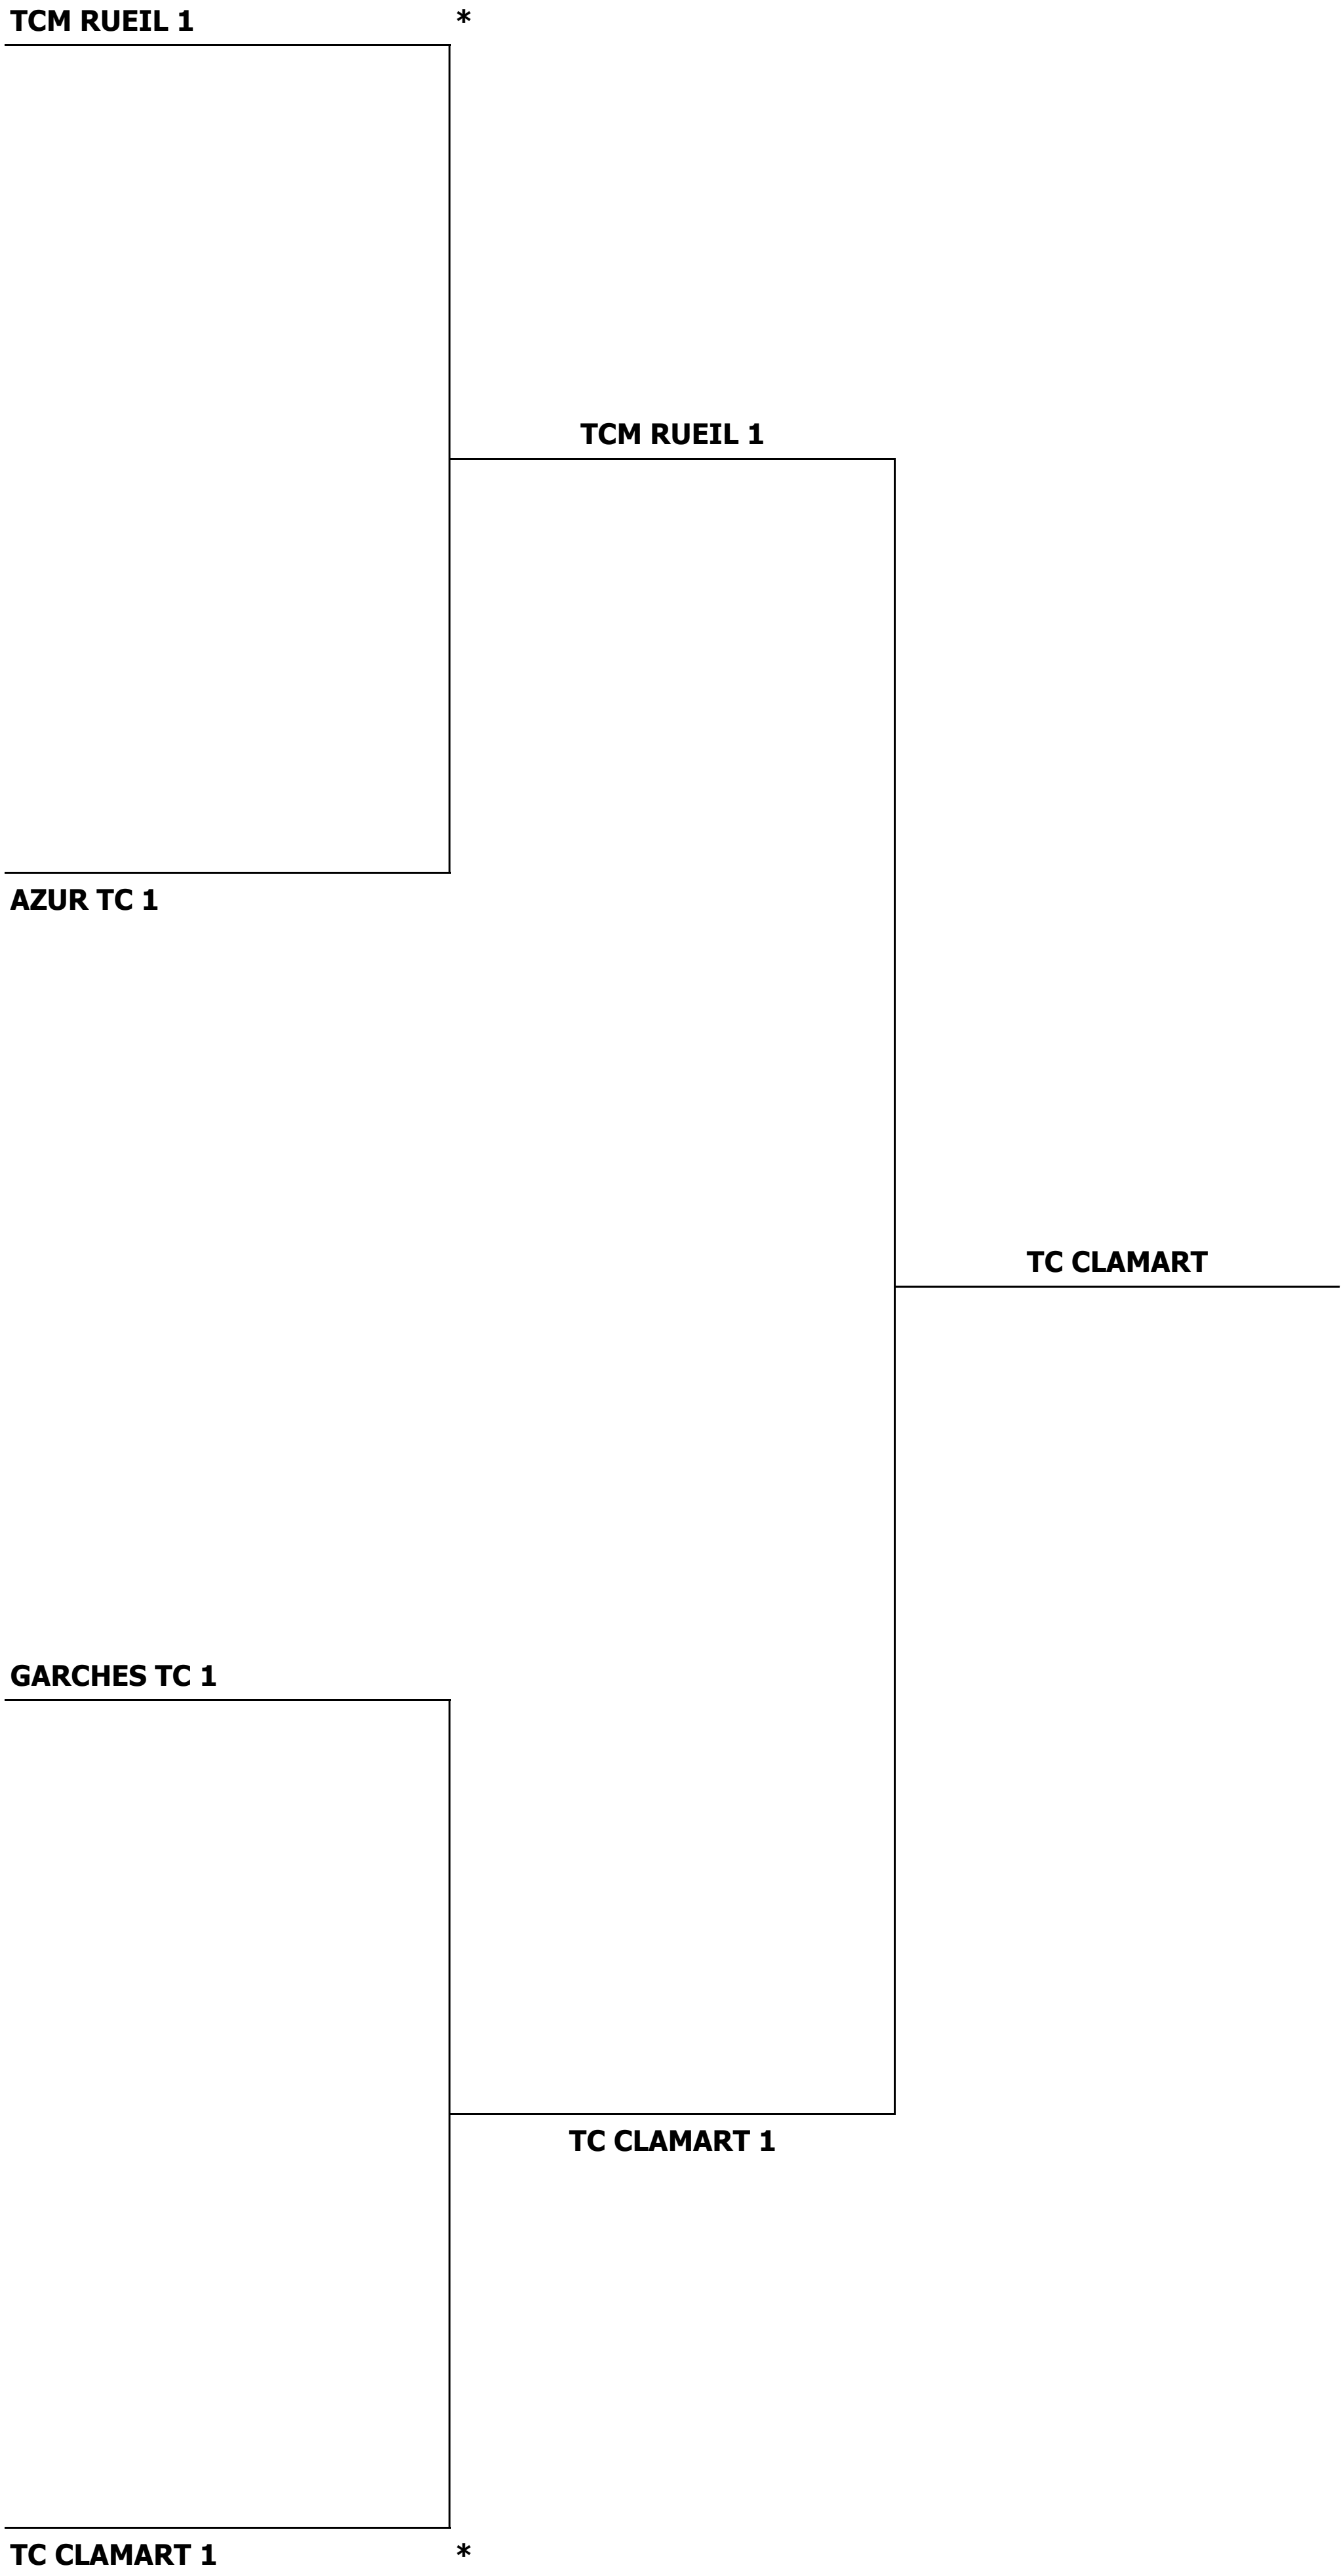 TCM RUEIL 1 *
TCM RUEIL 1
AZUR TC 1
TC CLAMART
GARCHES TC 1
TC CLAMART 1
TC CLAMART 1 *